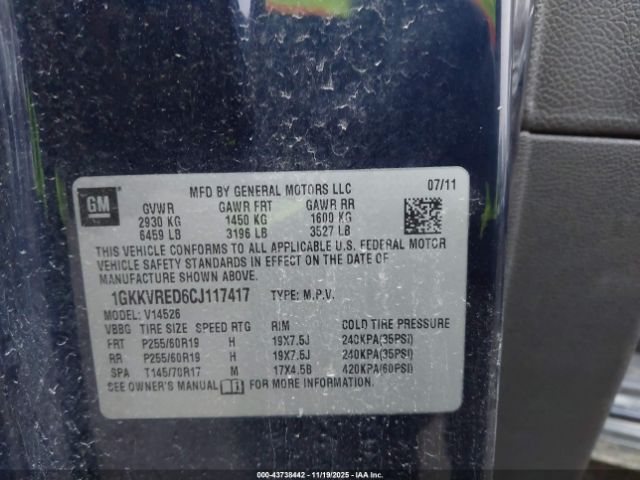 MFD BY GENERAL MOTORS LLC 07/11
GM
GVWR GAWR FRT GAWR RR
2930 KG 1450 KG 1600 KG
6459 LB 3196 LB 3527 LB
THIS VEHICLE CONFORMS TO ALL APPLICABLE U.S. FEDERAL MOTOR
VEHICLE SAFETY STANDARDS IN EFFECT ON THE DATE OF
MANUFACTURE SHOWN ABOVE.
1GKKVRED6CJ117417 TYPE: M.P.V.
MODEL: V14526
VBBG TIRE SIZE SPEED RTG RIM COLD TIRE PRESSURE
FRT P255/60R19 H 19X7.5J 240KPA(35PSI)
RR P255/60R19 H 19X7.5J 240KPA(35PSI)
SPA T145/70R17 M 17X4.5B 420KPA(60PSI)
SEE OWNER'S MANUAL FOR MORE INFORMATION.
000-43738442 - 11/19/2025 - IAA